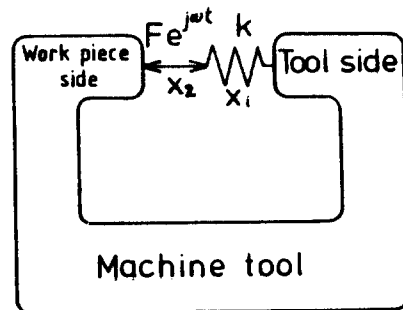 Fe^{jωt}
k
Work piece
side
Tool side
x₂
xᵢ
Machine tool